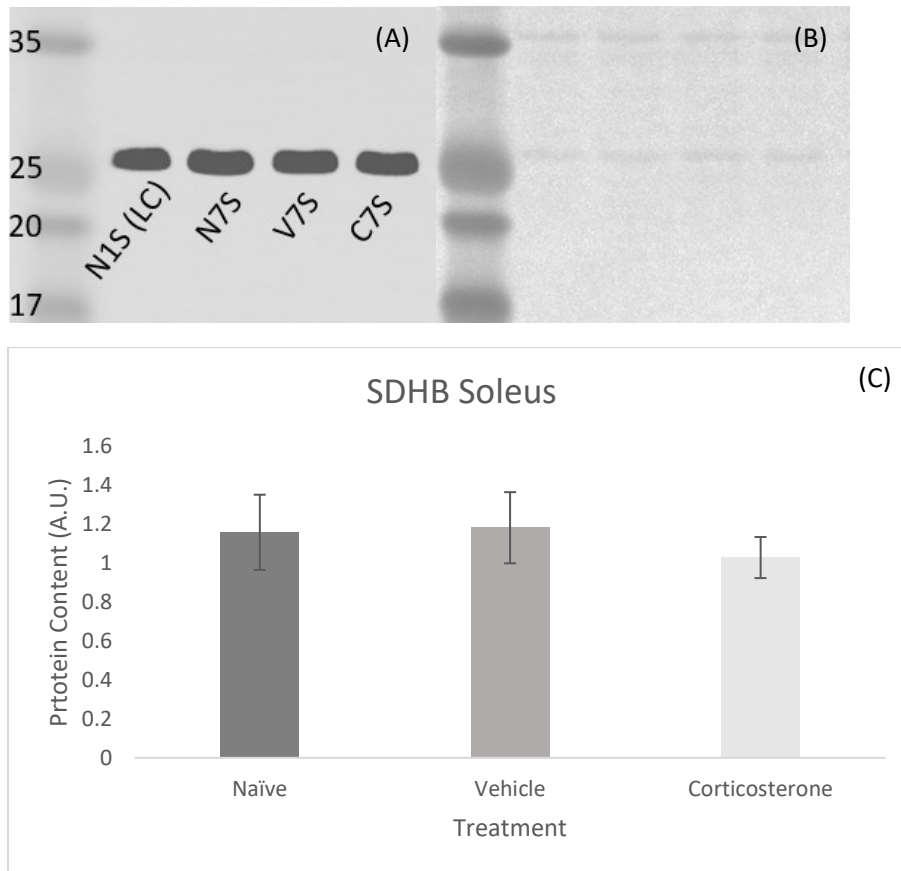 35
(A)
(B)
25
20
17
N1S (LC)
N7S
V7S
C7S
(C)
SDHB Soleus
Prtotein Content (A.U.)
1.6
1.4
1.2
1
0.8
0.6
0.4
0.2
0
Naïve
Vehicle
Corticosterone
Treatment